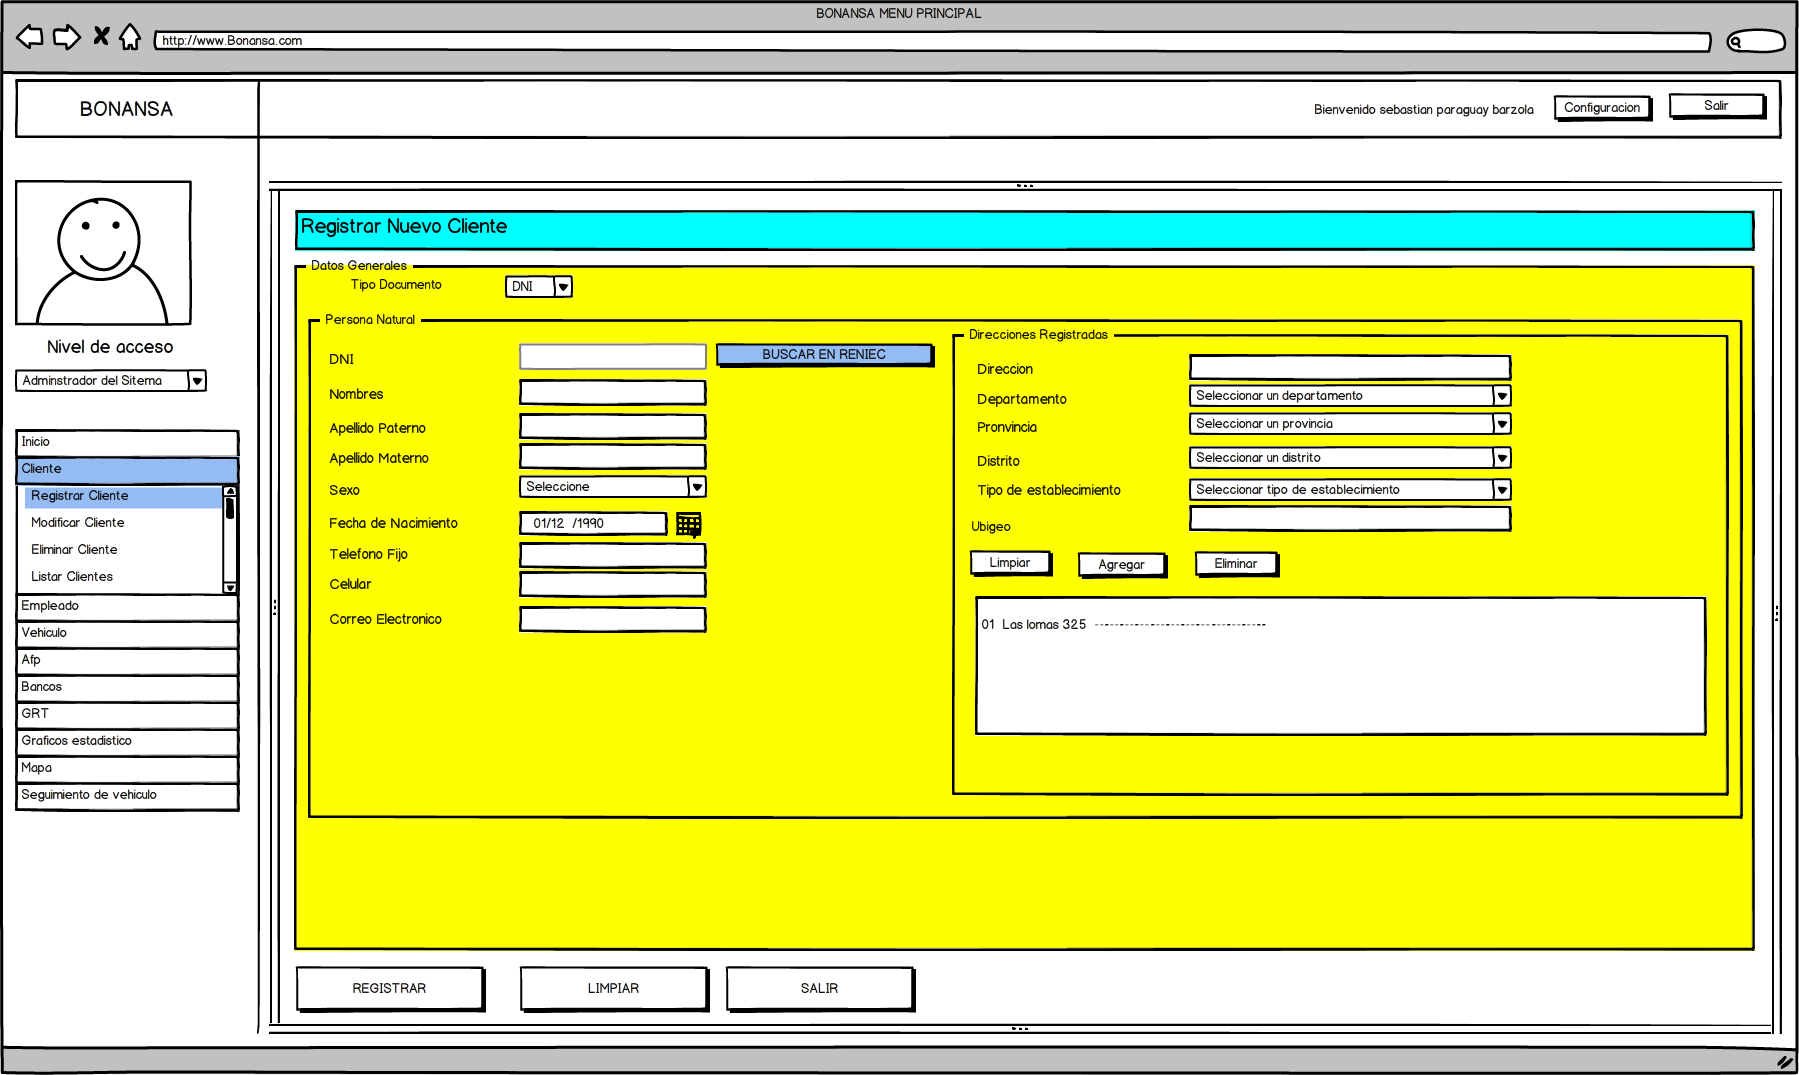 BONANSA MENU PRINCIPAL
http://www.Bonansa.com
BONANSA
Bienvenido sebastian paraguay barzola
Configuracion
Salir
Nivel de acceso
Adminstrador del Sitema
Inicio
Cliente
Registrar Cliente
Modificar Cliente
Eliminar Cliente
Listar Clientes
Empleado
Vehiculo
Afp
Bancos
GRT
Graficos estadistico
Mapa
Seguimiento de vehiculo
Registrar Nuevo Cliente
Datos Generales
Tipo Documento
DNI
Persona Natural
DNI
BUSCAR EN RENIEC
Nombres
Apellido Paterno
Apellido Materno
Sexo
Seleccione
Fecha de Nacimiento
01/12 /1990
Telefono Fijo
Celular
Correo Electronico
Direcciones Registradas
Direccion
Departamento
Seleccionar un departamento
Pronvincia
Seleccionar un provincia
Distrito
Seleccionar un distrito
Tipo de establecimiento
Seleccionar tipo de establecimiento
Ubigeo
Limpiar
Agregar
Eliminar
01 Las lomas 325 ----------------------------------
REGISTRAR
LIMPIAR
SALIR